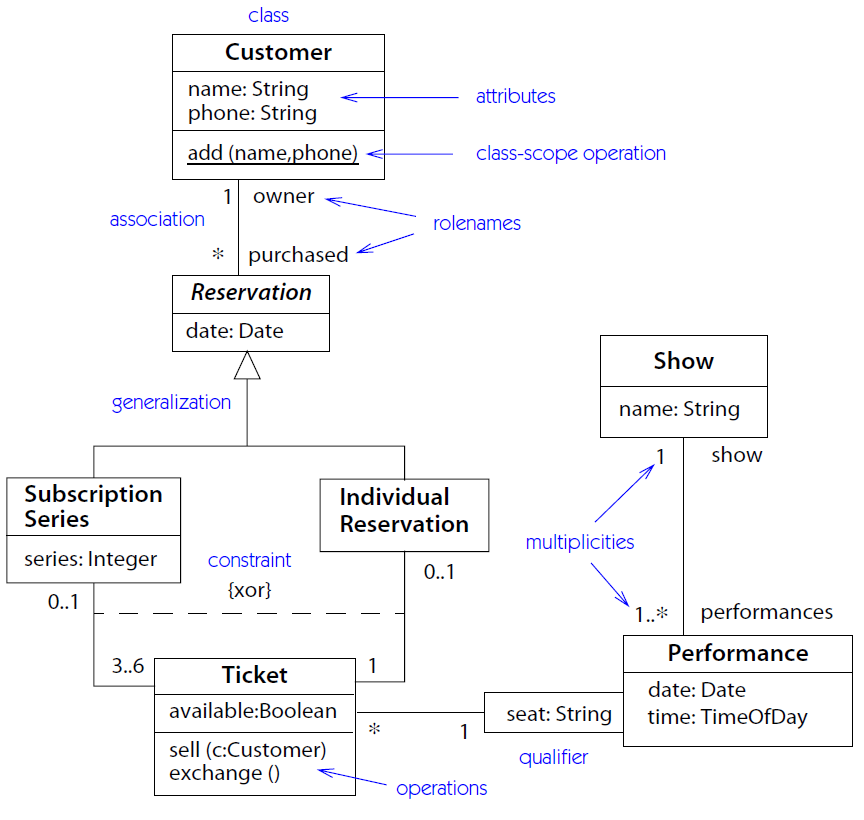 class
Customer
name: String
phone: String
attributes
add (name,phone)
class-scope operation
1
owner
association
rolenames
*
purchased
Reservation
date: Date
generalization
Show
name: String
1
show
Subscription
Series
series: Integer
Individual
Reservation
multiplicities
constraint
{xor}
0..1
0..1
1..*
performances
3..6
1
Ticket
available:Boolean
sell (c:Customer)
exchange ()
operations
*
1
seat: String
qualifier
Performance
date: Date
time: TimeOfDay